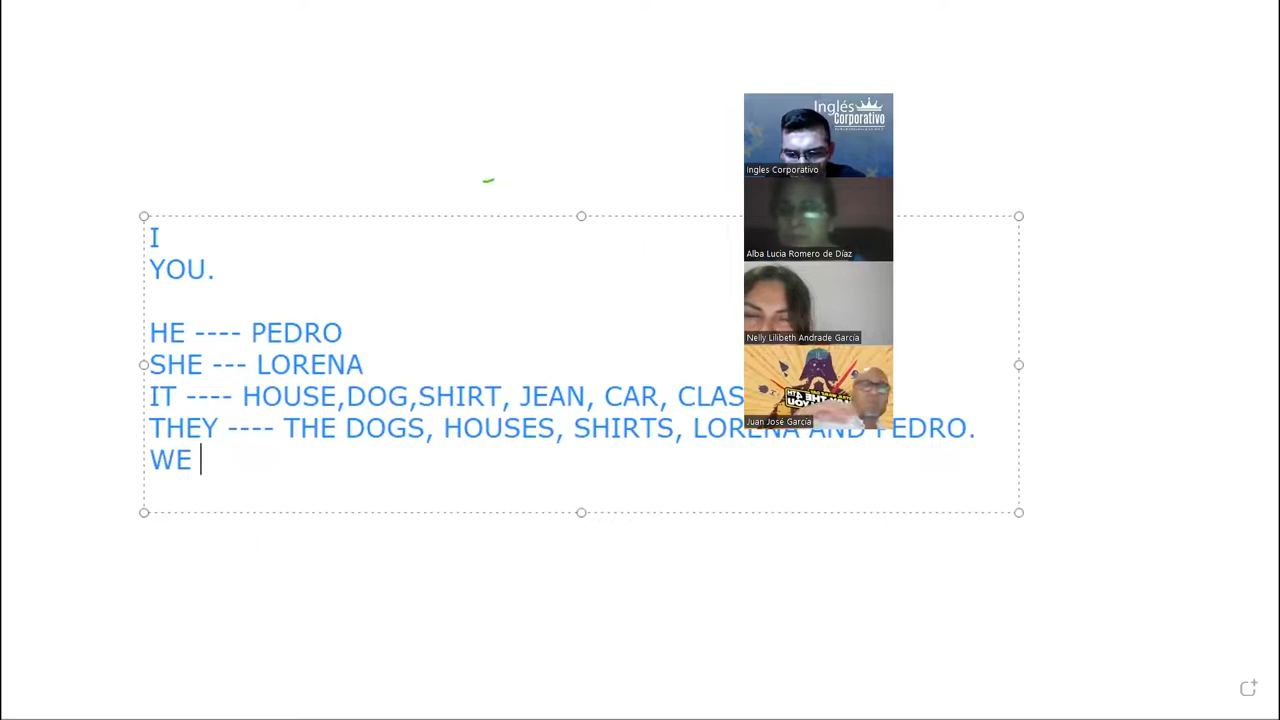 Inglés
Corporativo
Ingles Corporativo
Alba Lucia Romero de Díaz
Nelly Lilibeth Andrade García
Juan José García
I
YOU.
HE ---- PEDRO
SHE --- LORENA
IT ---- HOUSE,DOG,SHIRT, JEAN, CAR, CLAS
THEY ---- THE DOGS, HOUSES, SHIRTS, LORENA AND PEDRO.
WE